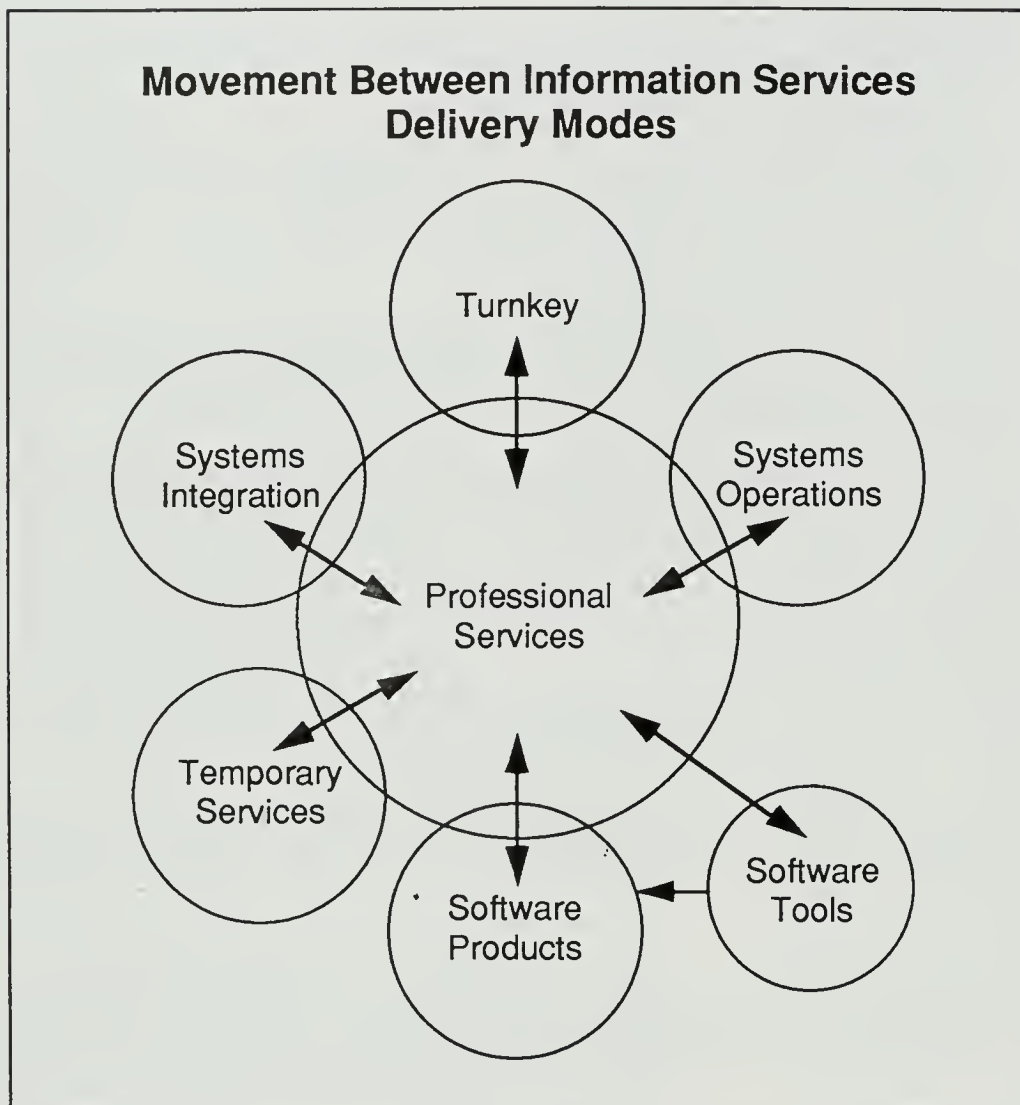 Movement Between Information Services
Delivery Modes
Turnkey
Systems
Integration
Systems
Operations
Professional
Services
Temporary
Services
Software
Products
Software
Tools